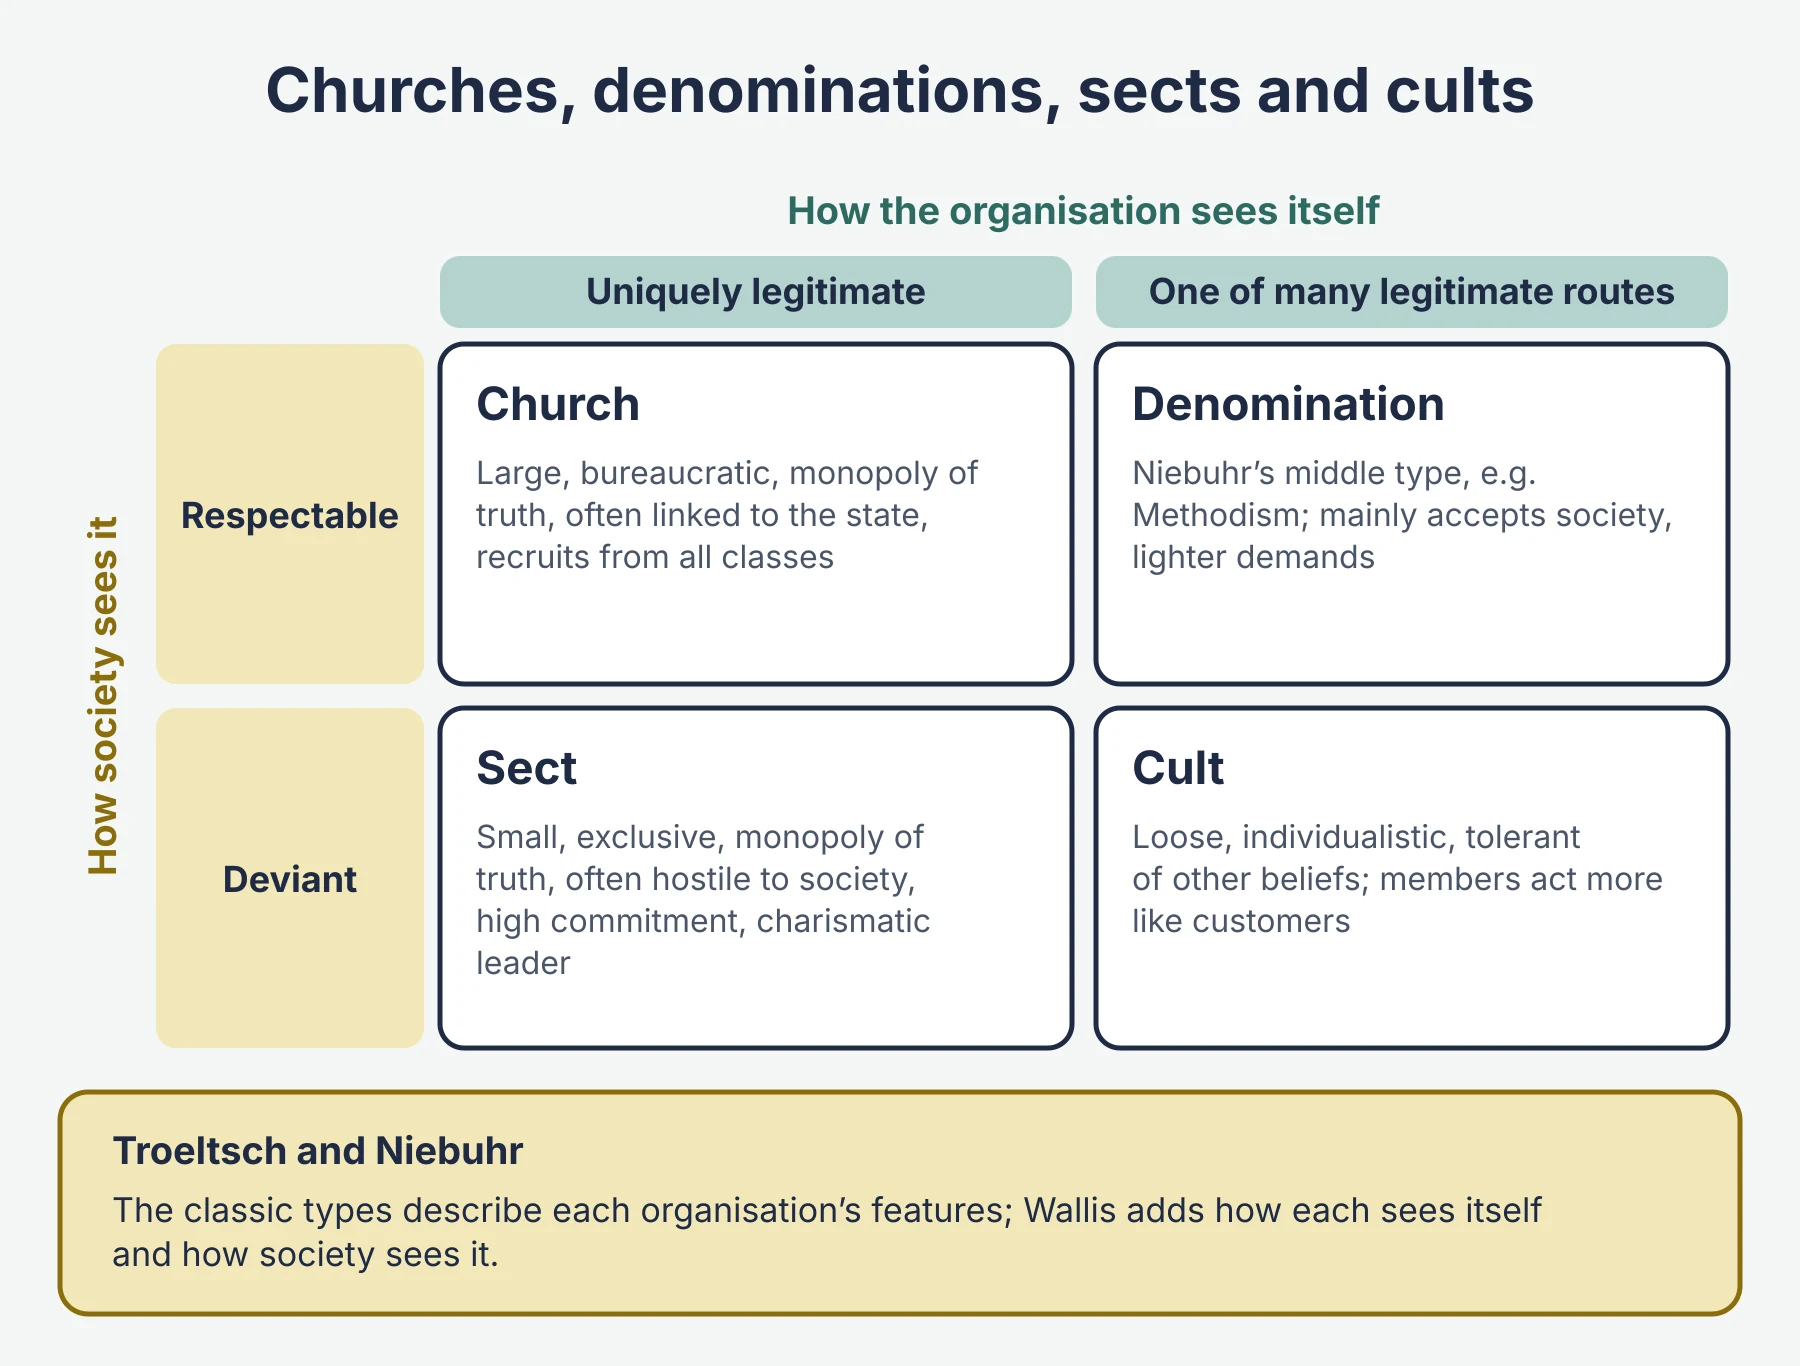 Churches, denominations, sects and cults
How the organisation sees itself
Uniquely legitimate
One of many legitimate routes
How society sees it
Respectable
Church
Large, bureaucratic, monopoly of
truth, often linked to the state,
recruits from all classes
Denomination
Niebuhr’s middle type, e.g.
Methodism; mainly accepts society,
lighter demands
Deviant
Sect
Small, exclusive, monopoly of
truth, often hostile to society,
high commitment, charismatic
leader
Cult
Loose, individualistic, tolerant
of other beliefs; members act more
like customers
Troeltsch and Niebuhr
The classic types describe each organisation’s features; Wallis adds how each sees itself
and how society sees it.